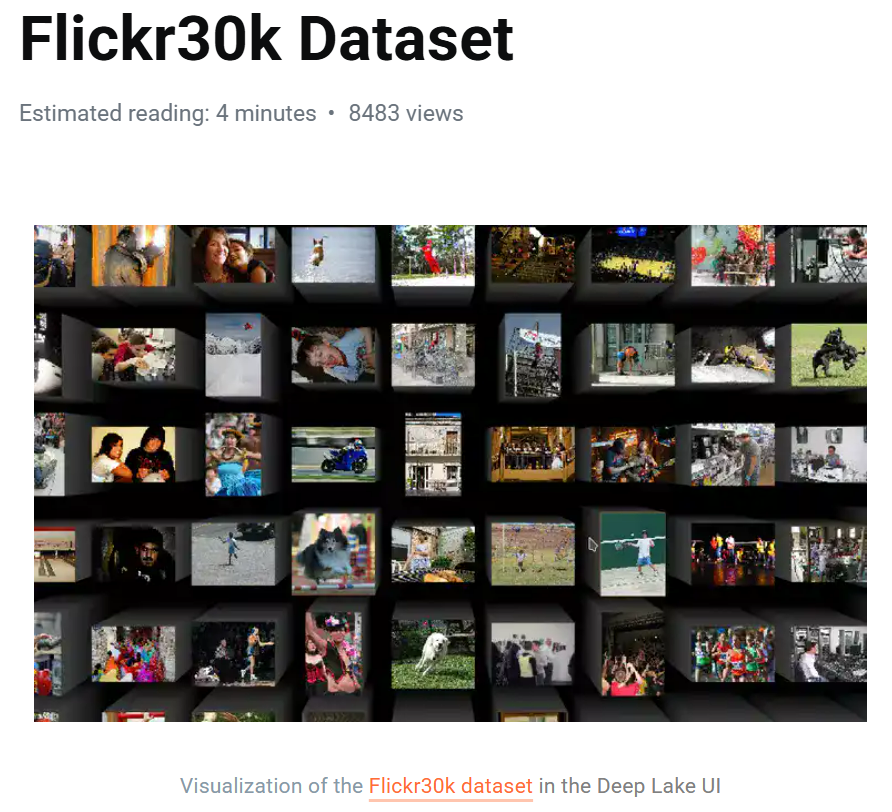 Flickr30k Dataset
Estimated reading: 4 minutes • 8483 views
Visualization of the Flickr30k dataset in the Deep Lake UI